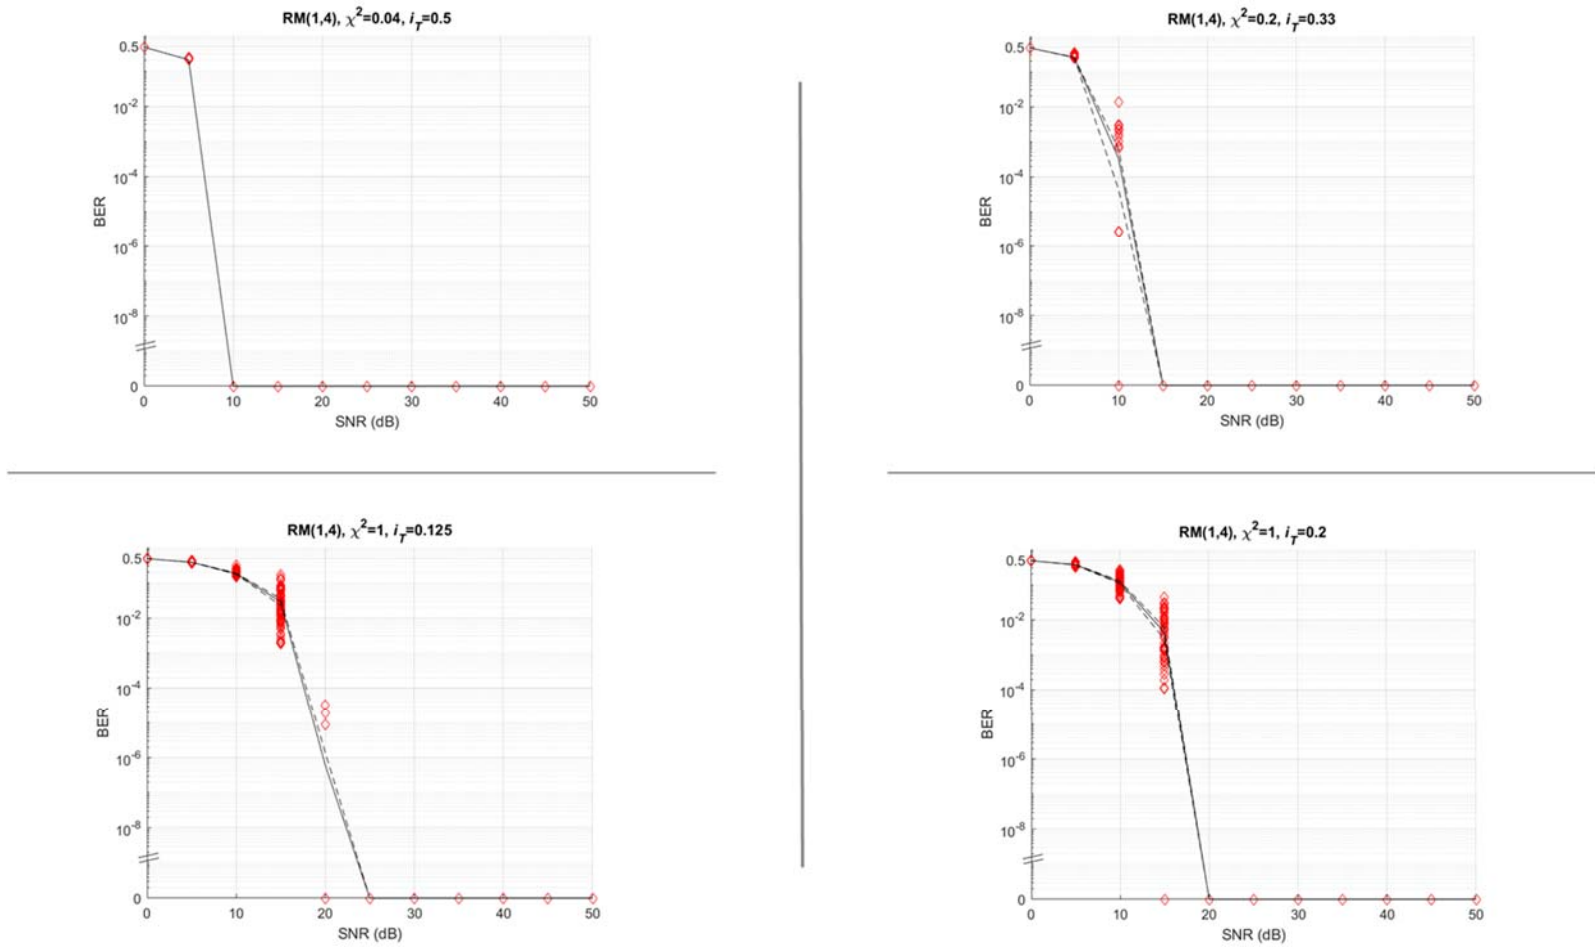 RM(1,4), χ²=0.04, i_T=0.5
0.5
10^-2
10^-4
10^-6
10^-8
0
BER
0 10 20 30 40 50
SNR (dB)
RM(1,4), χ²=0.2, i_T=0.33
0.5
10^-2
10^-4
10^-6
10^-8
0
BER
0 10 20 30 40 50
SNR (dB)
RM(1,4), χ²=1, i_T=0.125
0.5
10^-2
10^-4
10^-6
10^-8
0
BER
0 10 20 30 40 50
SNR (dB)
RM(1,4), χ²=1, i_T=0.2
0.5
10^-2
10^-4
10^-6
10^-8
0
BER
0 10 20 30 40 50
SNR (dB)